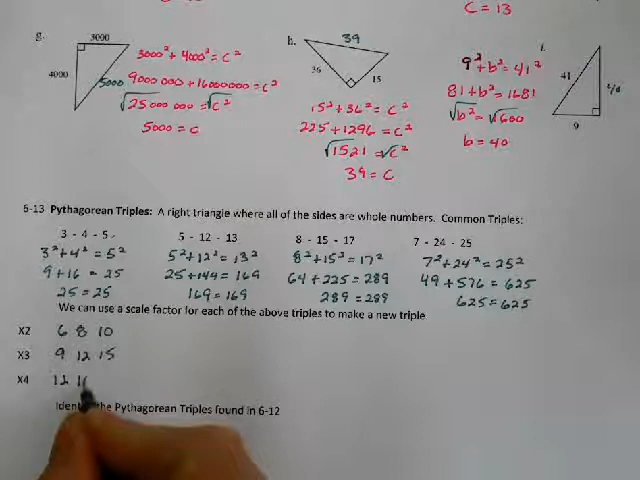 C = 13
g.
3000
4000
5000
3000² + 4000² = c²
9000000 + 16000000 = c²
√25000000 = √c²
5000 = c
h.
39
36
15
15² + 36² = c²
225 + 1296 = c²
√1521 = √c²
39 = c
i.
41
9
9² + b² = 41²
81 + b² = 1681
√b² = √1600
b = 40
6-13 Pythagorean Triples: A right triangle where all of the sides are whole numbers. Common Triples:
3 - 4 - 5 5 - 12 - 13 8 - 15 - 17 7 - 24 - 25
3² + 4² = 5² 5² + 12² = 13² 8² + 15² = 17² 7² + 24² = 25²
9 + 16 = 25 25 + 144 = 169 64 + 225 = 289 49 + 576 = 625
25 = 25 169 = 169 289 = 289 625 = 625
We can use a scale factor for each of the above triples to make a new triple
X2 6 8 10
X3 9 12 15
X4 12
the Pythagorean Triples found in 6-12